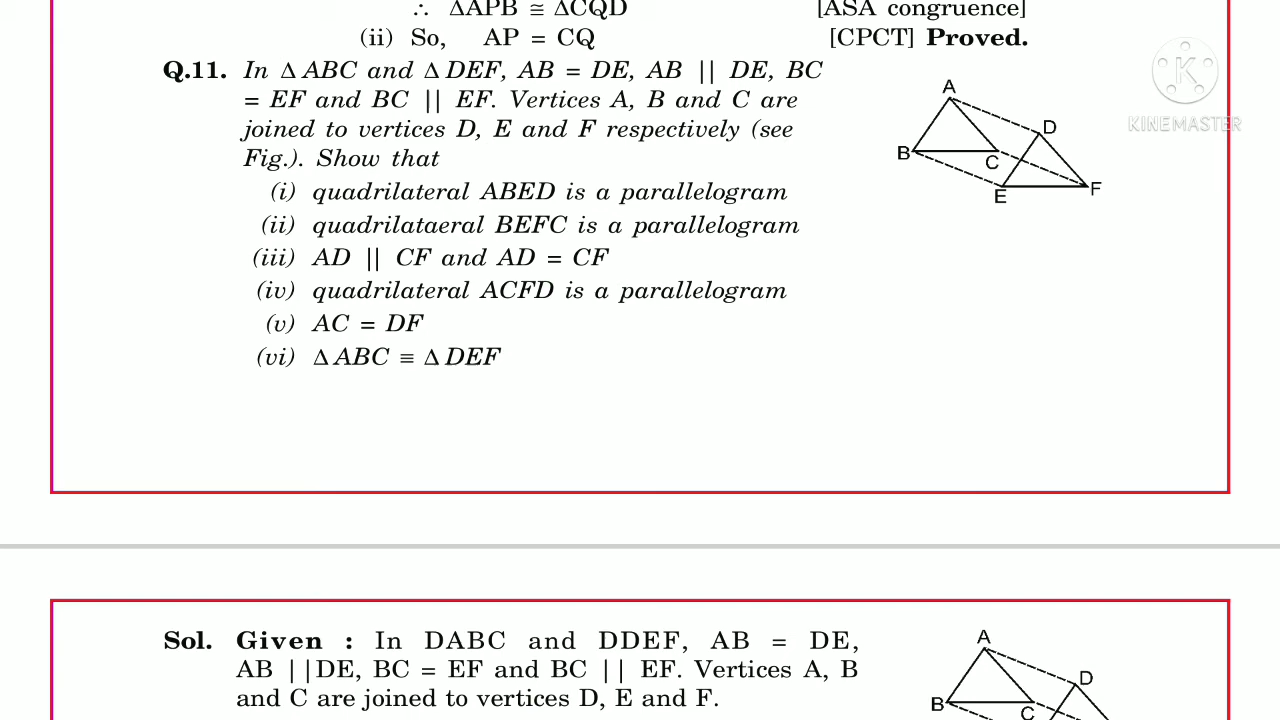 ∴ ΔAPB ≅ ΔCQD [ASA congruence]
(ii) So, AP = CQ [CPCT] Proved.
Q.11. In Δ ABC and Δ DEF, AB = DE, AB || DE, BC
= EF and BC || EF. Vertices A, B and C are
joined to vertices D, E and F respectively (see
Fig.). Show that
(i) quadrilateral ABED is a parallelogram
(ii) quadrilataeral BEFC is a parallelogram
(iii) AD || CF and AD = CF
(iv) quadrilateral ACFD is a parallelogram
(v) AC = DF
(vi) Δ ABC ≡ Δ DEF
A
D
B
C
E
F
K
KINEMASTER
Sol. Given : In DABC and DDEF, AB = DE,
AB ||DE, BC = EF and BC || EF. Vertices A, B
and C are joined to vertices D, E and F.
A
D
B
C